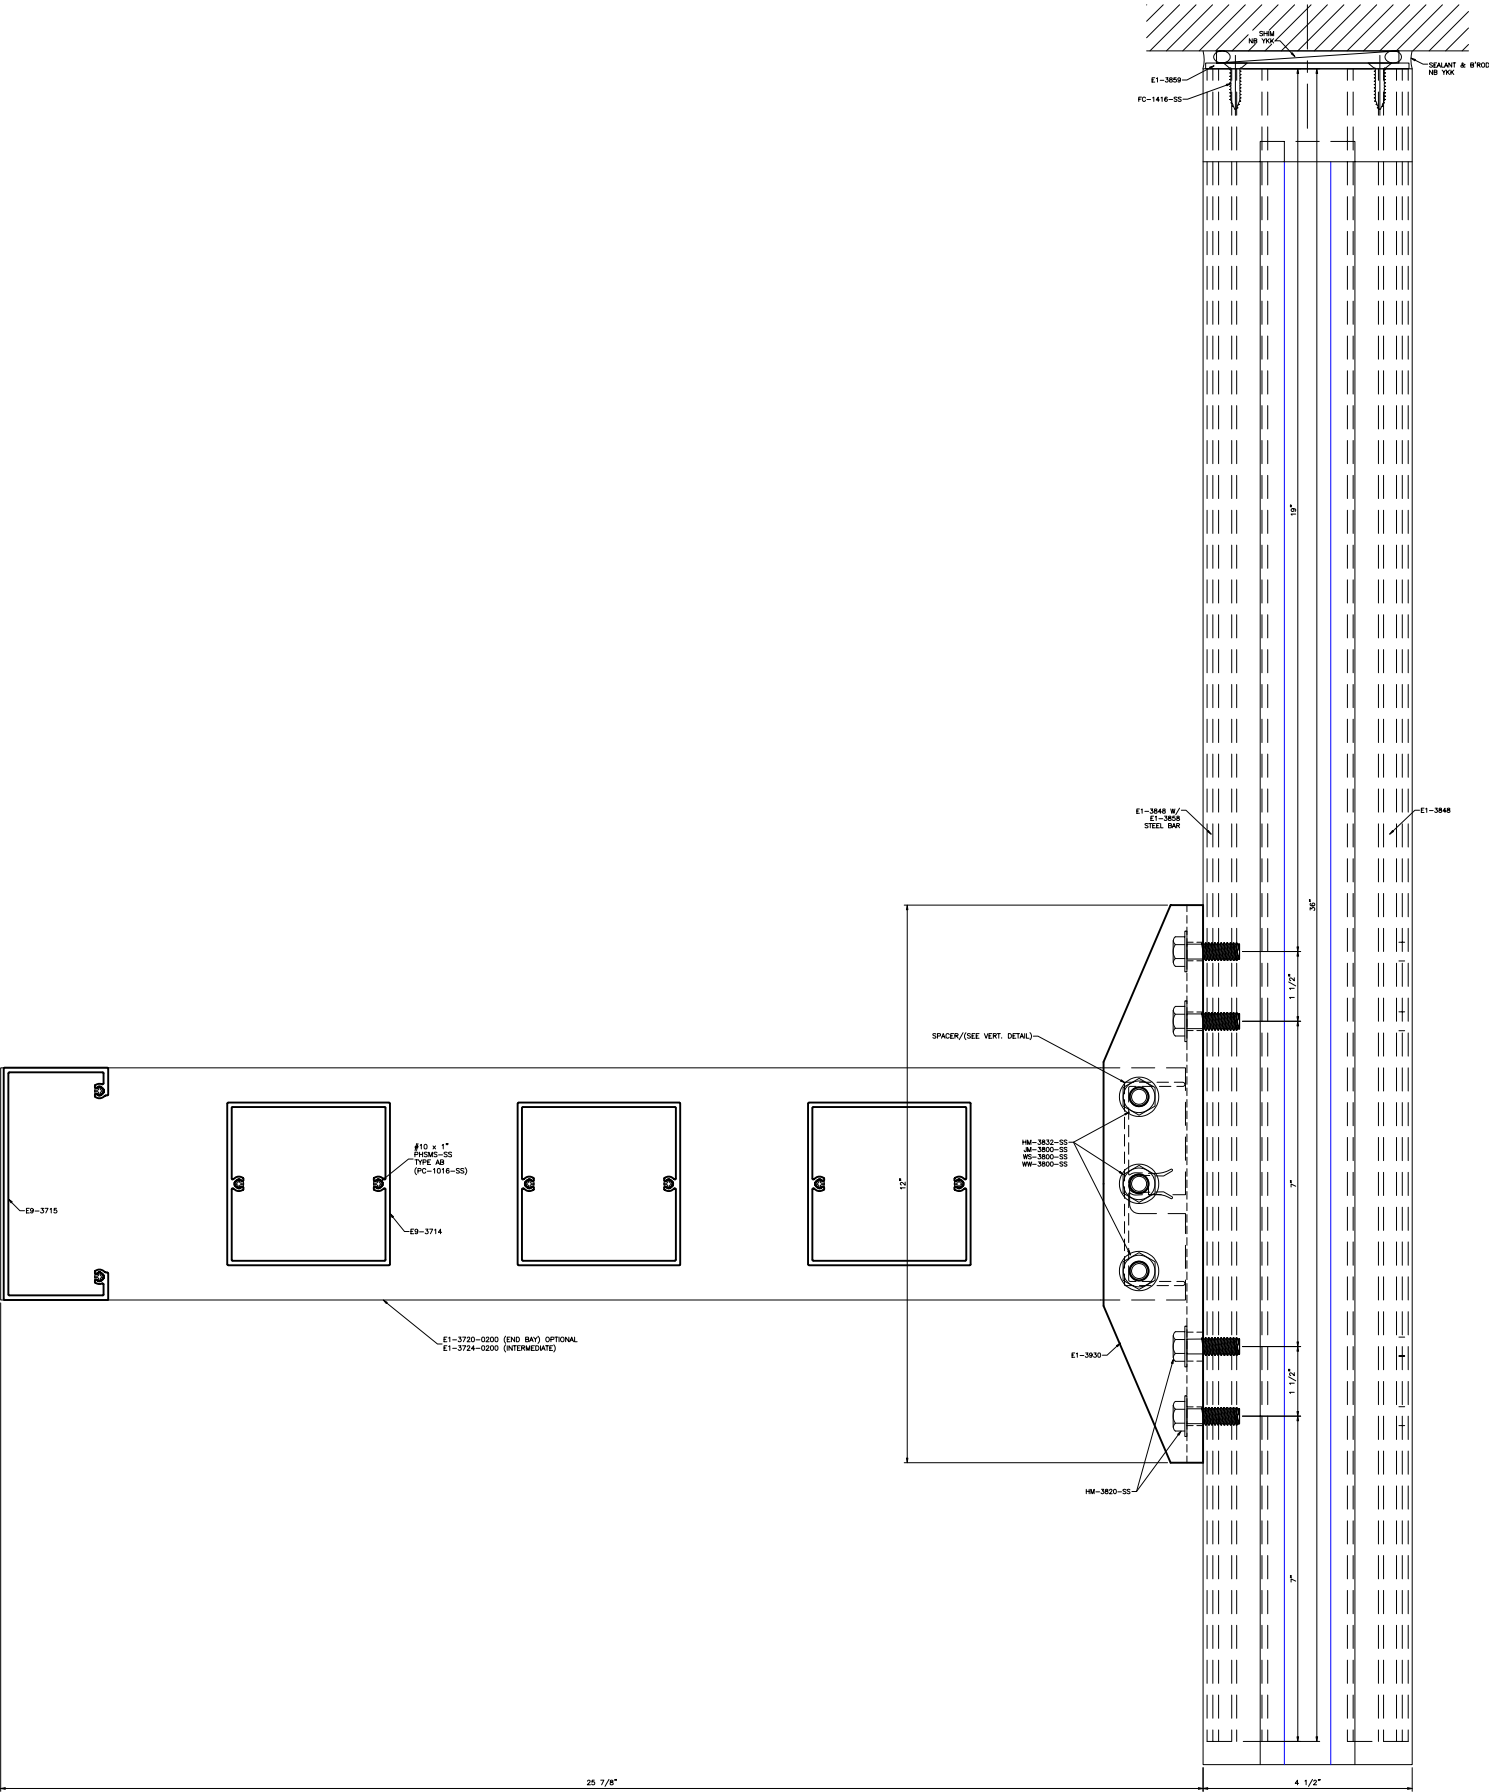 SHIM
NB YKK
SEALANT & B'ROD
NB YKK
E1-3859
FC-1416-SS
19"
E1-3848 W/
E1-3858
STEEL BAR
E1-3848
36"
1 1/2"
SPACER/(SEE VERT. DETAIL)
HM-3832-SS
JM-3800-SS
WS-3800-SS
WW-3800-SS
#10 x 1"
PHSMS-SS
TYPE AB
(PC-1016-SS)
12"
7"
E9-3715
E9-3714
E1-3720-0200 (END BAY) OPTIONAL
E1-3724-0200 (INTERMEDIATE)
E1-3930
1 1/2"
HM-3820-SS
7"
25 7/8"
4 1/2"